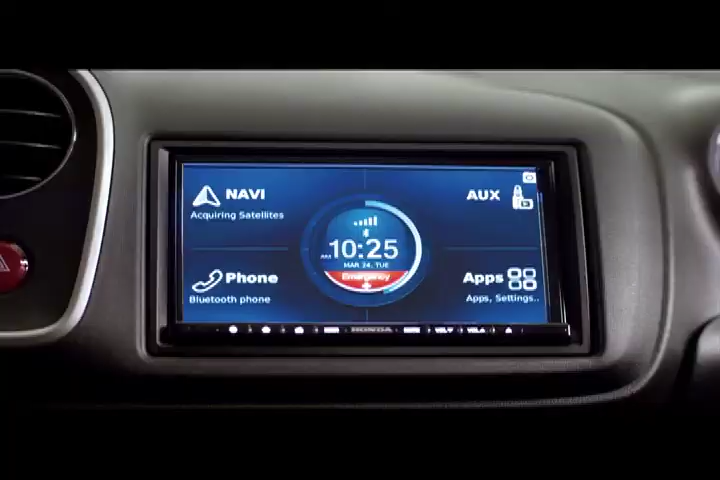 NAVI
Acquiring Satellites
AUX
AM 10:25
MAR 24, TUE
Emergency
Phone
Bluetooth phone
Apps
Apps, Settings..
HONDA